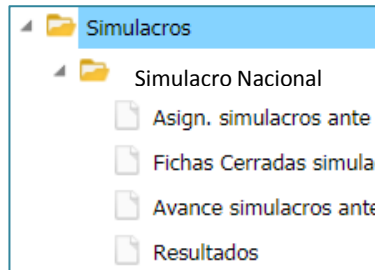 Simulacros
Simulacro Nacional
Asign. simulacros ante
Fichas Cerradas simula
Avance simulacros ante
Resultados